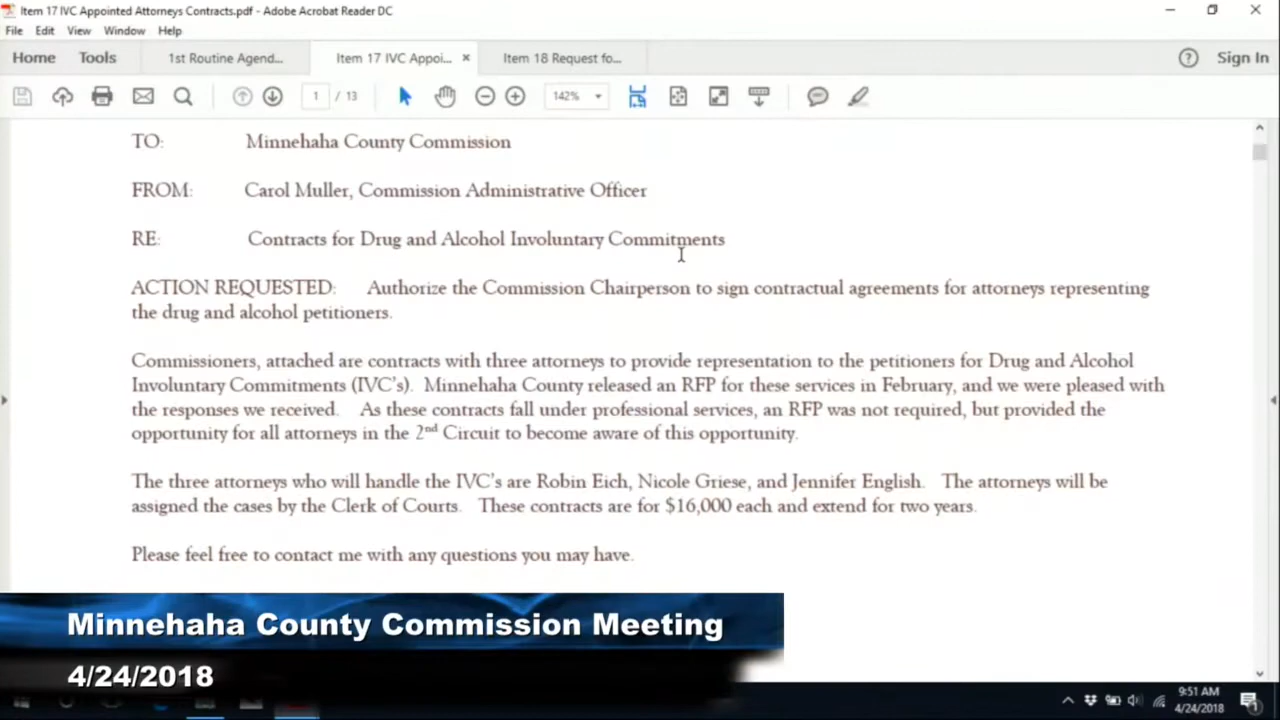 Item 17 IVC Appointed Attorneys Contracts.pdf - Adobe Acrobat Reader DC
File Edit View Window Help
Home Tools 1st Routine Agend... Item 17 IVC Appoi... × Item 18 Request fo... Sign In
1 / 13 142%
TO: Minnehaha County Commission
FROM: Carol Muller, Commission Administrative Officer
RE: Contracts for Drug and Alcohol Involuntary Commitments
ACTION REQUESTED: Authorize the Commission Chairperson to sign contractual agreements for attorneys representing
the drug and alcohol petitioners.
Commissioners, attached are contracts with three attorneys to provide representation to the petitioners for Drug and Alcohol
Involuntary Commitments (IVC's). Minnehaha County released an RFP for these services in February, and we were pleased with
the responses we received. As these contracts fall under professional services, an RFP was not required, but provided the
opportunity for all attorneys in the 2nd Circuit to become aware of this opportunity.
The three attorneys who will handle the IVC's are Robin Eich, Nicole Griese, and Jennifer English. The attorneys will be
assigned the cases by the Clerk of Courts. These contracts are for $16,000 each and extend for two years.
Please feel free to contact me with any questions you may have.
Minnehaha County Commission Meeting
4/24/2018
9:51 AM
4/24/2018
1